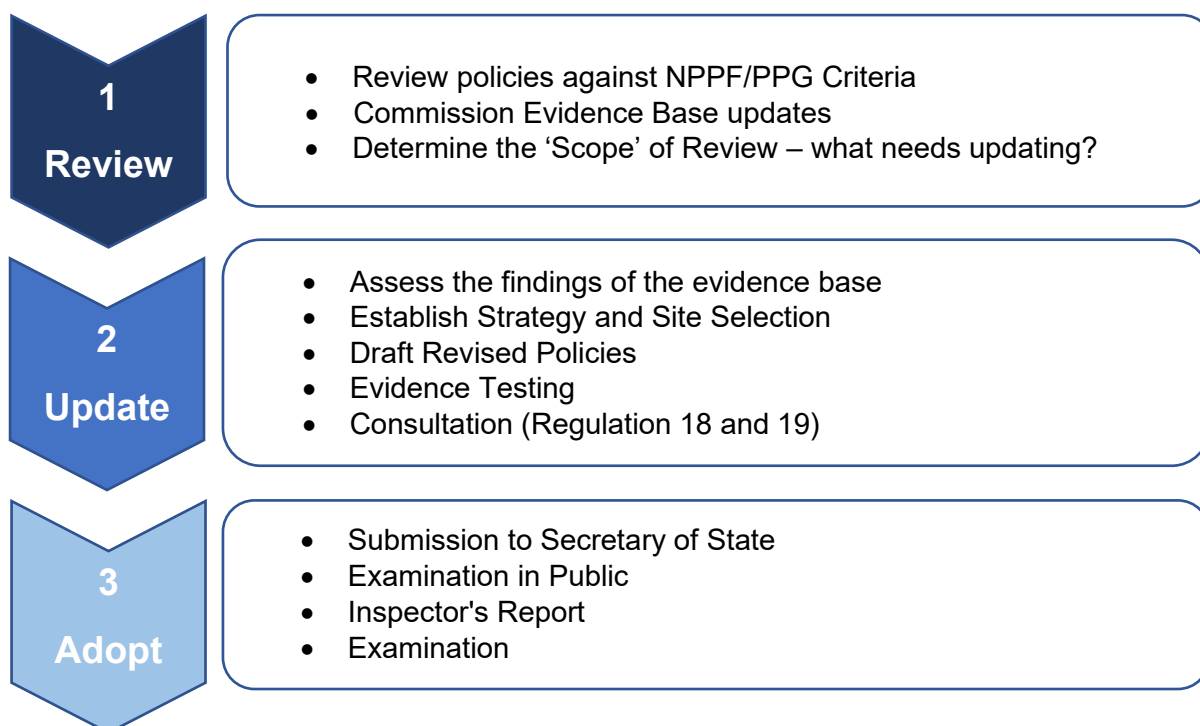 1
Review
• Review policies against NPPF/PPG Criteria
• Commission Evidence Base updates
• Determine the ‘Scope’ of Review – what needs updating?
2
Update
• Assess the findings of the evidence base
• Establish Strategy and Site Selection
• Draft Revised Policies
• Evidence Testing
• Consultation (Regulation 18 and 19)
3
Adopt
• Submission to Secretary of State
• Examination in Public
• Inspector's Report
• Examination